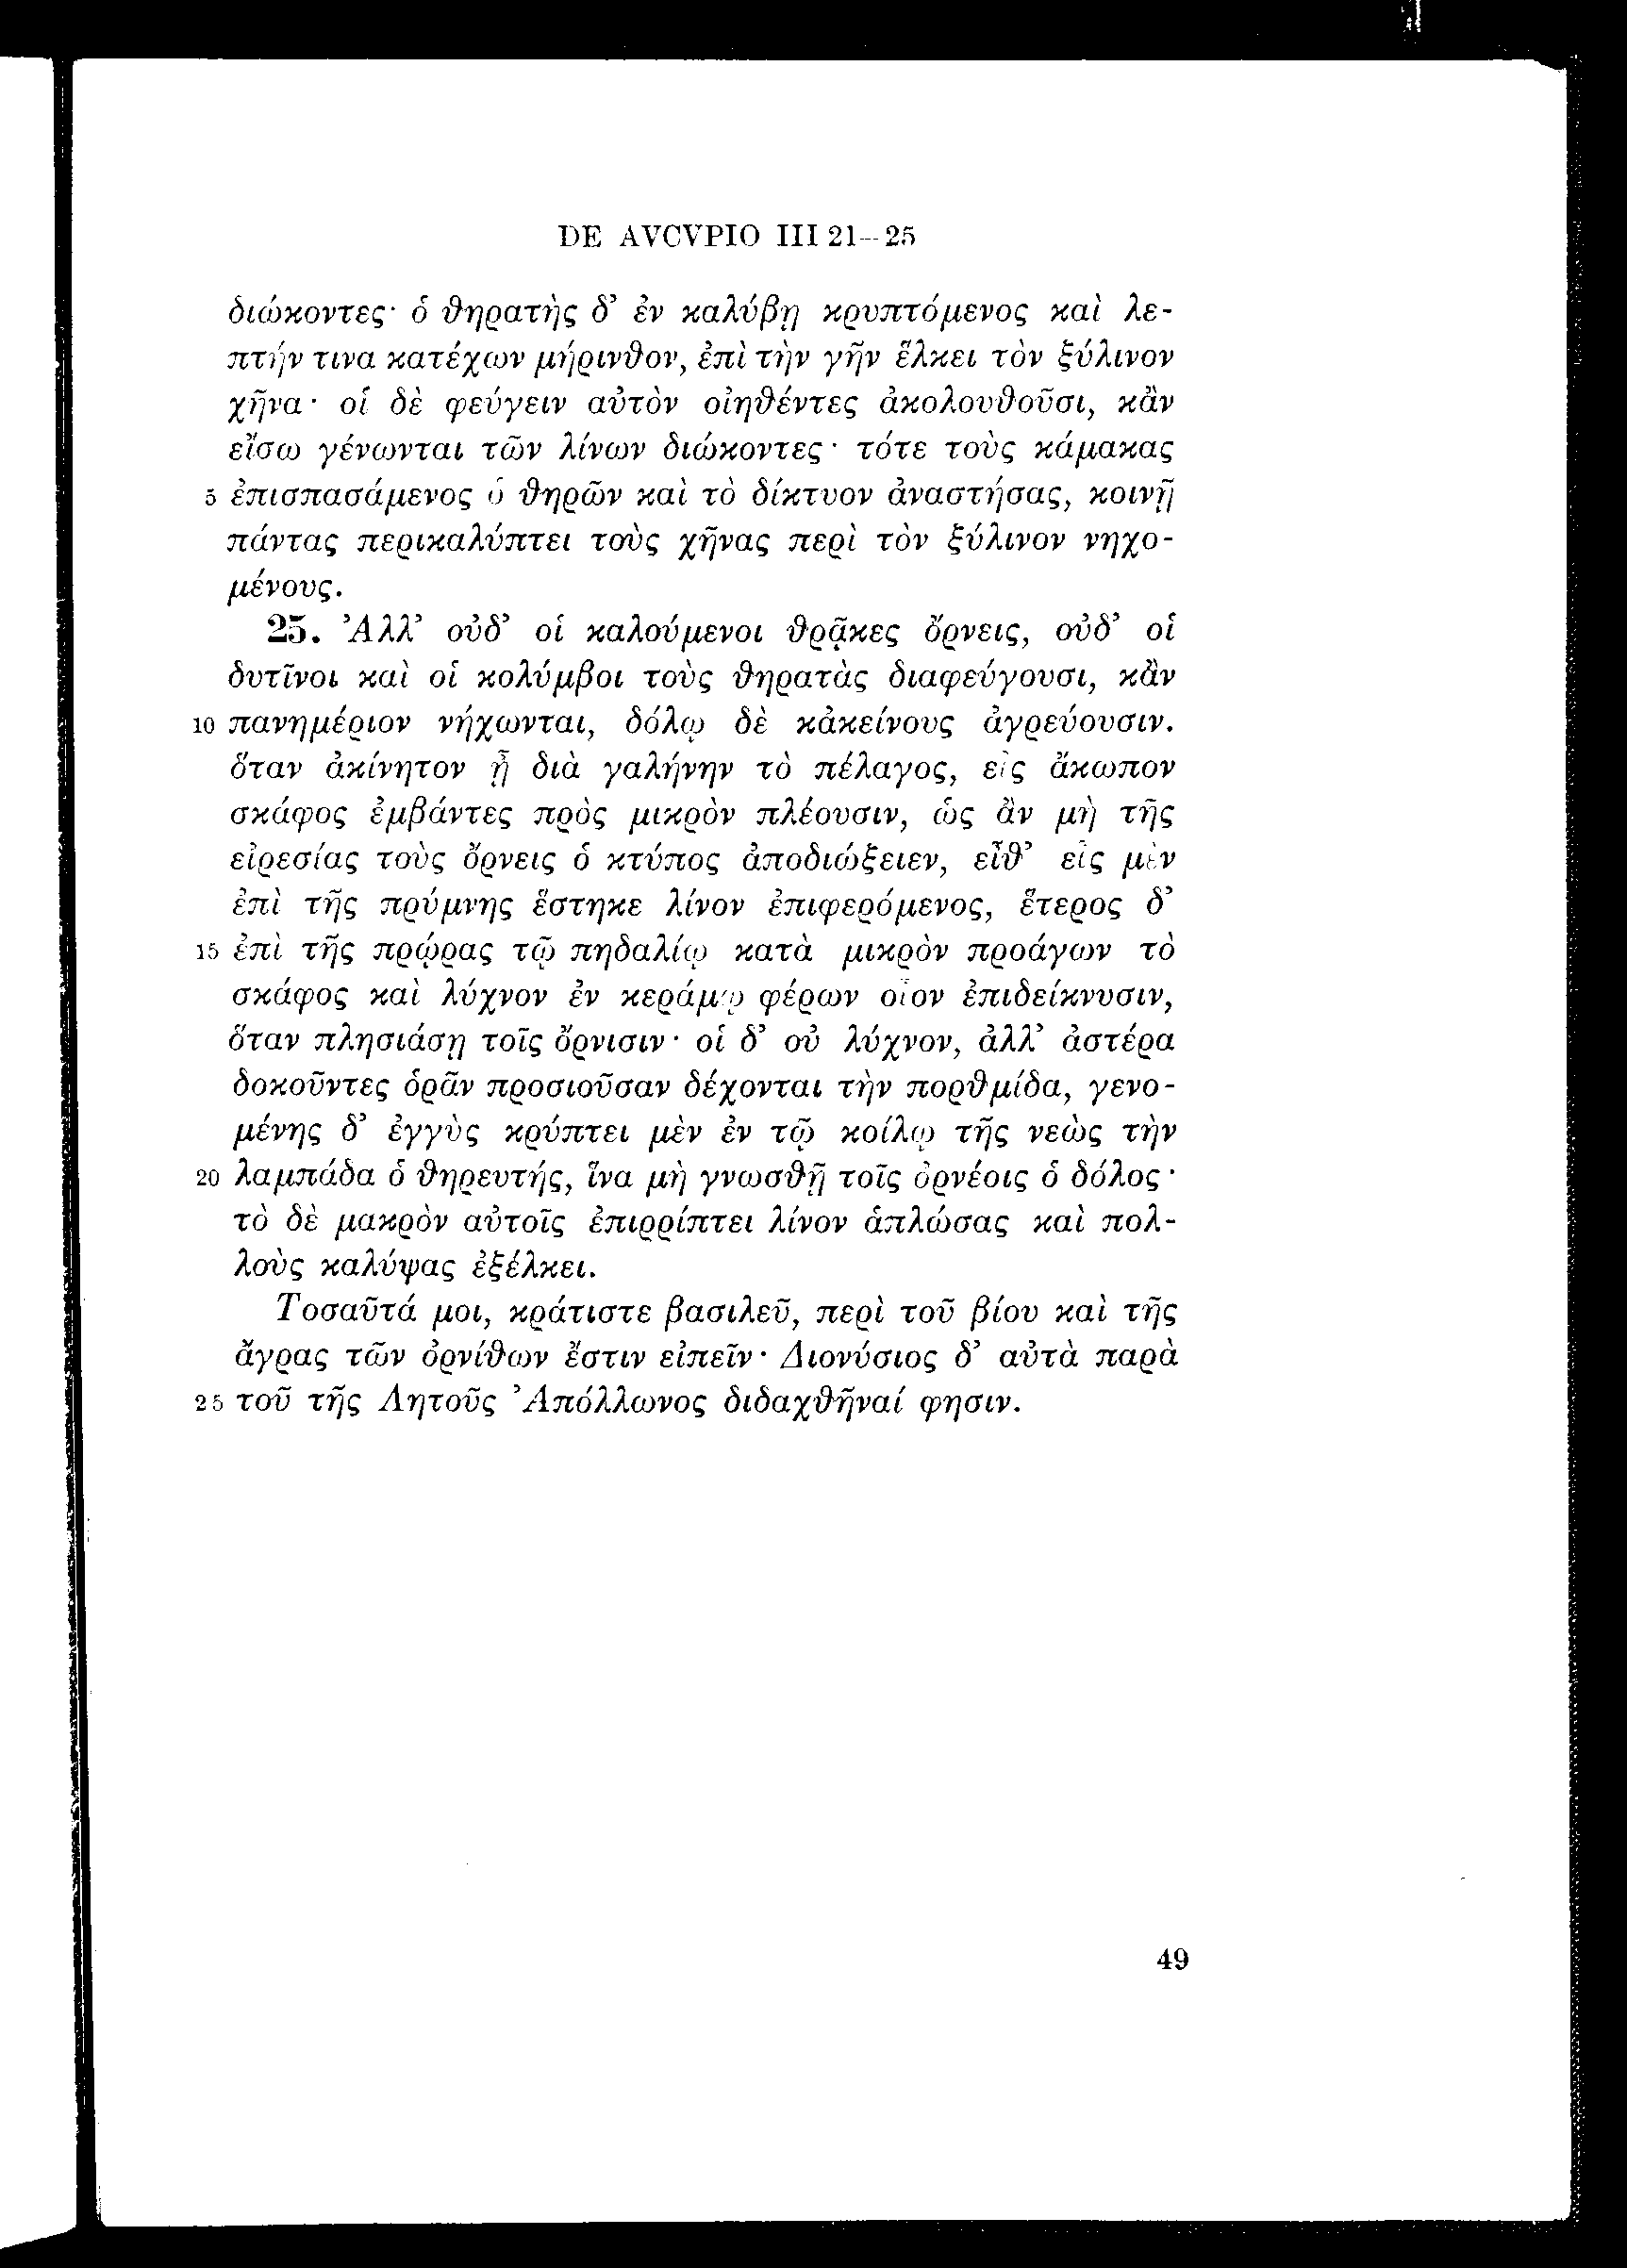 DE AVCVPIO III 21–25
διώκοντες· ὁ θηρατὴς δ’ ἐν καλύβῃ κρυπτόμενος καὶ λε-
πτήν τινα κατέχων μήρινθον, ἐπὶ τὴν γῆν ἕλκει τὸν ξύλινον
χῆνα· οἱ δὲ φεύγειν αὐτὸν οἰηθέντες ἀκολουθοῦσι, κἂν
εἴσω γένωνται τῶν λίνων διώκοντες· τότε τοὺς κάμακας
5 ἐπισπασάμενος ὁ θηρῶν καὶ τὸ δίκτυον ἀναστήσας, κοινῇ
πάντας περικαλύπτει τοὺς χῆνας περὶ τὸν ξύλινον νηχο-
μένους.
25. Ἀλλ’ οὐδ’ οἱ καλούμενοι θρᾷκες ὄρνεις, οὐδ’ οἱ
δυτῖνοι καὶ οἱ κολύμβοι τοὺς θηρατὰς διαφεύγουσι, κἂν
10 πανημέριον νήχωνται, δόλῳ δὲ κἀκείνους ἀγρεύουσιν.
ὅταν ἀκίνητον ᾖ διὰ γαλήνην τὸ πέλαγος, εἰς ἄκωπον
σκάφος ἐμβάντες πρὸς μικρὸν πλέουσιν, ὡς ἂν μὴ τῆς
εἰρεσίας τοὺς ὄρνεις ὁ κτύπος ἀποδιώξειεν, εἶθ’ εἷς μὲν
ἐπὶ τῆς πρύμνης ἕστηκε λίνον ἐπιφερόμενος, ἕτερος δ’
15 ἐπὶ τῆς πρῴρας τῷ πηδαλίῳ κατὰ μικρὸν προάγων τὸ
σκάφος καὶ λύχνον ἐν κεράμῳ φέρων οἷον ἐπιδείκνυσιν,
ὅταν πλησιάσῃ τοῖς ὄρνισιν· οἱ δ’ οὐ λύχνον, ἀλλ’ ἀστέρα
δοκοῦντες ὁρᾶν προσιοῦσαν δέχονται τὴν πορθμίδα, γενο-
μένης δ’ ἐγγὺς κρύπτει μὲν ἐν τῷ κοίλῳ τῆς νεὼς τὴν
20 λαμπάδα ὁ θηρευτής, ἵνα μὴ γνωσθῇ τοῖς ὀρνέοις ὁ δόλος·
τὸ δὲ μακρὸν αὐτοῖς ἐπιρρίπτει λίνον ἁπλώσας καὶ πολ-
λοὺς καλύψας ἐξέλκει.
Τοσαῦτά μοι, κράτιστε βασιλεῦ, περὶ τοῦ βίου καὶ τῆς
ἄγρας τῶν ὀρνίθων ἔστιν εἰπεῖν· Διονύσιος δ’ αὐτὰ παρὰ
25 τοῦ τῆς Λητοῦς Ἀπόλλωνος διδαχθῆναί φησιν.
49